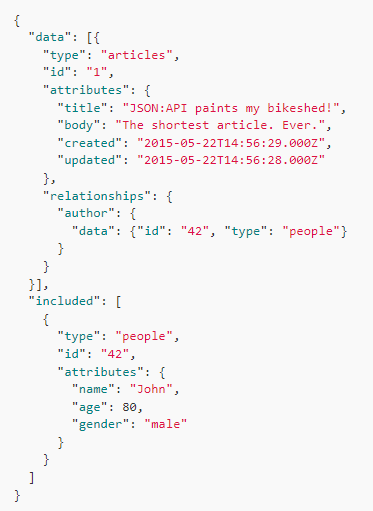 {
  "data": [{
    "type": "articles",
    "id": "1",
    "attributes": {
      "title": "JSON:API paints my bikeshed!",
      "body": "The shortest article. Ever.",
      "created": "2015-05-22T14:56:29.000Z",
      "updated": "2015-05-22T14:56:28.000Z"
    },
    "relationships": {
      "author": {
        "data": {"id": "42", "type": "people"}
      }
    }
  }],
  "included": [
    {
      "type": "people",
      "id": "42",
      "attributes": {
        "name": "John",
        "age": 80,
        "gender": "male"
      }
    }
  ]
}